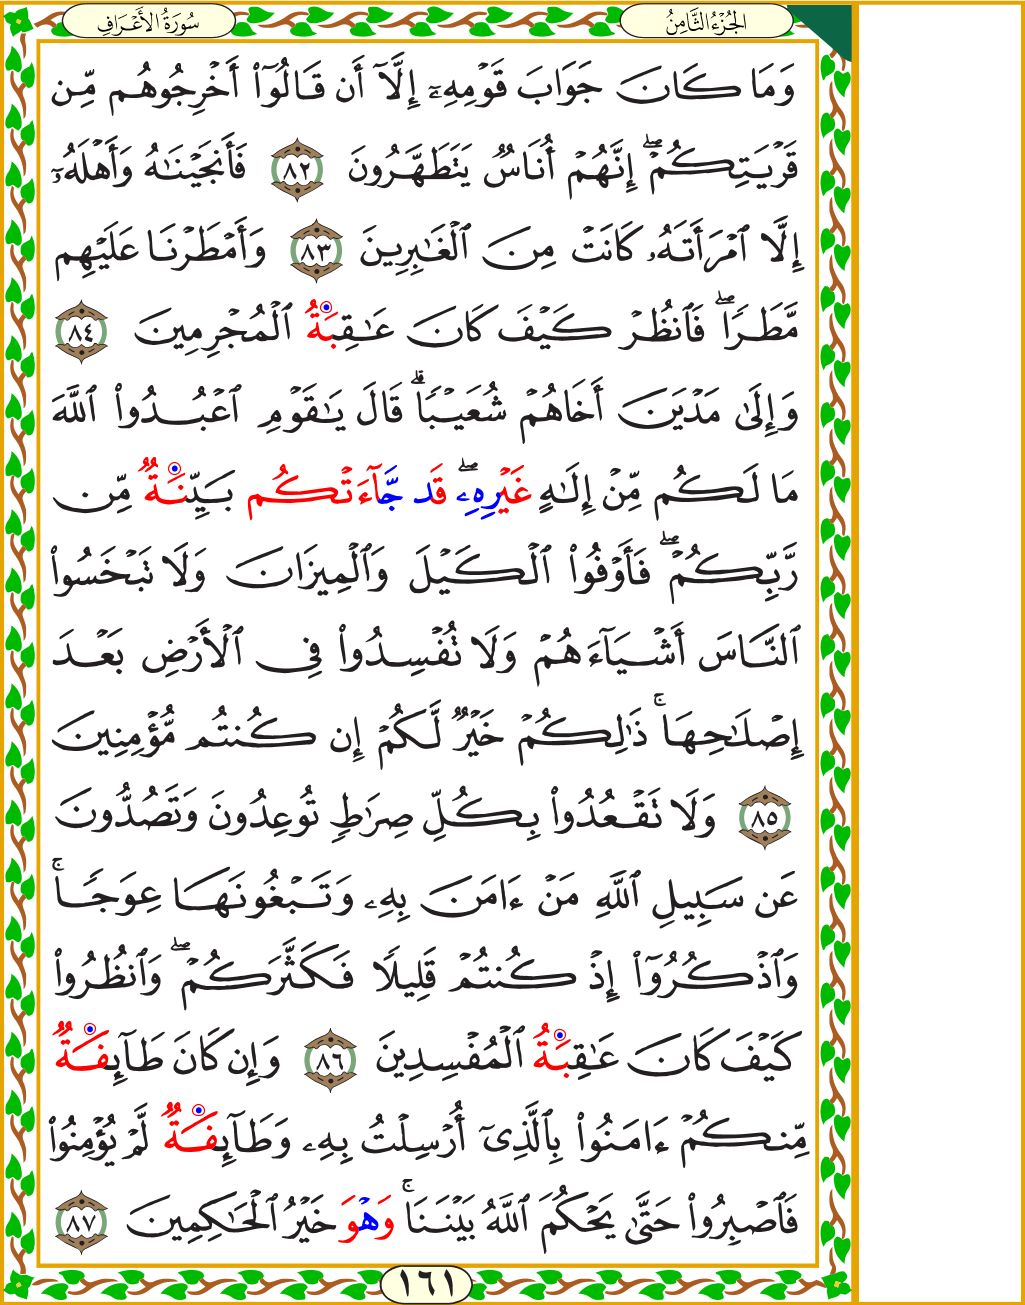 الجُزْءُ الثَّامِنُ
سُورَةُ الأَعْرَافِ
وَمَا كَانَ جَوَابَ قَوْمِهِۦٓ إِلَّآ أَن قَالُوٓا۟ أَخْرِجُوهُم مِّن
قَرْيَتِكُمْ ۖ إِنَّهُمْ أُنَاسٌ يَتَطَهَّرُونَ ٨٢ فَأَنجَيْنَـٰهُ وَأَهْلَهُۥٓ
إِلَّا ٱمْرَأَتَهُۥ كَانَتْ مِنَ ٱلْغَـٰبِرِينَ ٨٣ وَأَمْطَرْنَا عَلَيْهِم
مَّطَرًا ۖ فَٱنظُرْ كَيْفَ كَانَ عَـٰقِبَةُ ٱلْمُجْرِمِينَ ٨٤
وَإِلَىٰ مَدْيَنَ أَخَاهُمْ شُعَيْبًا ۗ قَالَ يَـٰقَوْمِ ٱعْبُدُوا۟ ٱللَّهَ
مَا لَكُم مِّنْ إِلَـٰهٍ غَيْرِهِۦ ۖ قَد جَّآءَتْكُم بَيِّنَةٌ مِّن
رَّبِّكُمْ ۖ فَأَوْفُوا۟ ٱلْكَيْلَ وَٱلْمِيزَانَ وَلَا تَبْخَسُوا۟
ٱلنَّاسَ أَشْيَآءَهُمْ وَلَا تُفْسِدُوا۟ فِى ٱلْأَرْضِ بَعْدَ
إِصْلَـٰحِهَا ۚ ذَٰلِكُمْ خَيْرٌ لَّكُمْ إِن كُنتُم مُّؤْمِنِينَ
٨٥ وَلَا تَقْعُدُوا۟ بِكُلِّ صِرَٰطٍ تُوعِدُونَ وَتَصُدُّونَ
عَن سَبِيلِ ٱللَّهِ مَنْ ءَامَنَ بِهِۦ وَتَبْغُونَهَا عِوَجًا ۚ
وَٱذْكُرُوٓا۟ إِذْ كُنتُمْ قَلِيلًا فَكَثَّرَكُمْ ۖ وَٱنظُرُوا۟
كَيْفَ كَانَ عَـٰقِبَةُ ٱلْمُفْسِدِينَ ٨٦ وَإِن كَانَ طَآئِفَةٌ
مِّنكُمْ ءَامَنُوا۟ بِٱلَّذِىٓ أُرْسِلْتُ بِهِۦ وَطَآئِفَةٌ لَّمْ يُؤْمِنُوا۟
فَٱصْبِرُوا۟ حَتَّىٰ يَحْكُمَ ٱللَّهُ بَيْنَنَا ۚ وَهْوَ خَيْرُ ٱلْحَـٰكِمِينَ ٨٧
١٦١